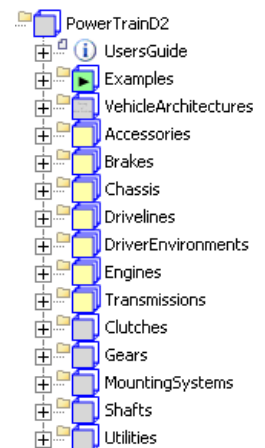 PowerTrainD2
UsersGuide
Examples
VehicleArchitectures
Accessories
Brakes
Chassis
Drivelines
DriverEnvironments
Engines
Transmissions
Clutches
Gears
MountingSystems
Shafts
Utilities